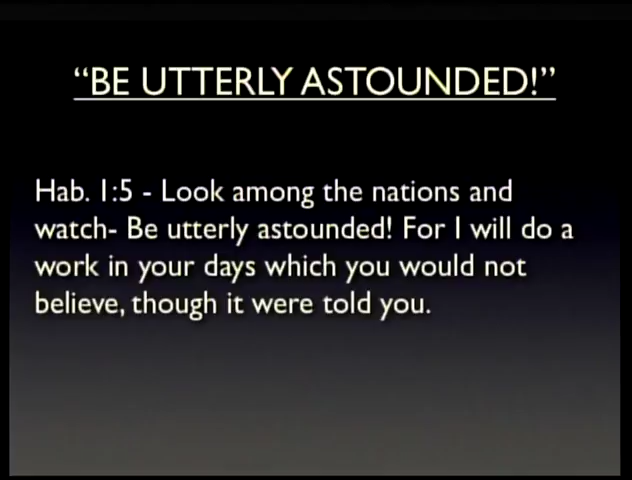 “BE UTTERLY ASTOUNDED!”
Hab. 1:5 - Look among the nations and
watch- Be utterly astounded! For I will do a
work in your days which you would not
believe, though it were told you.